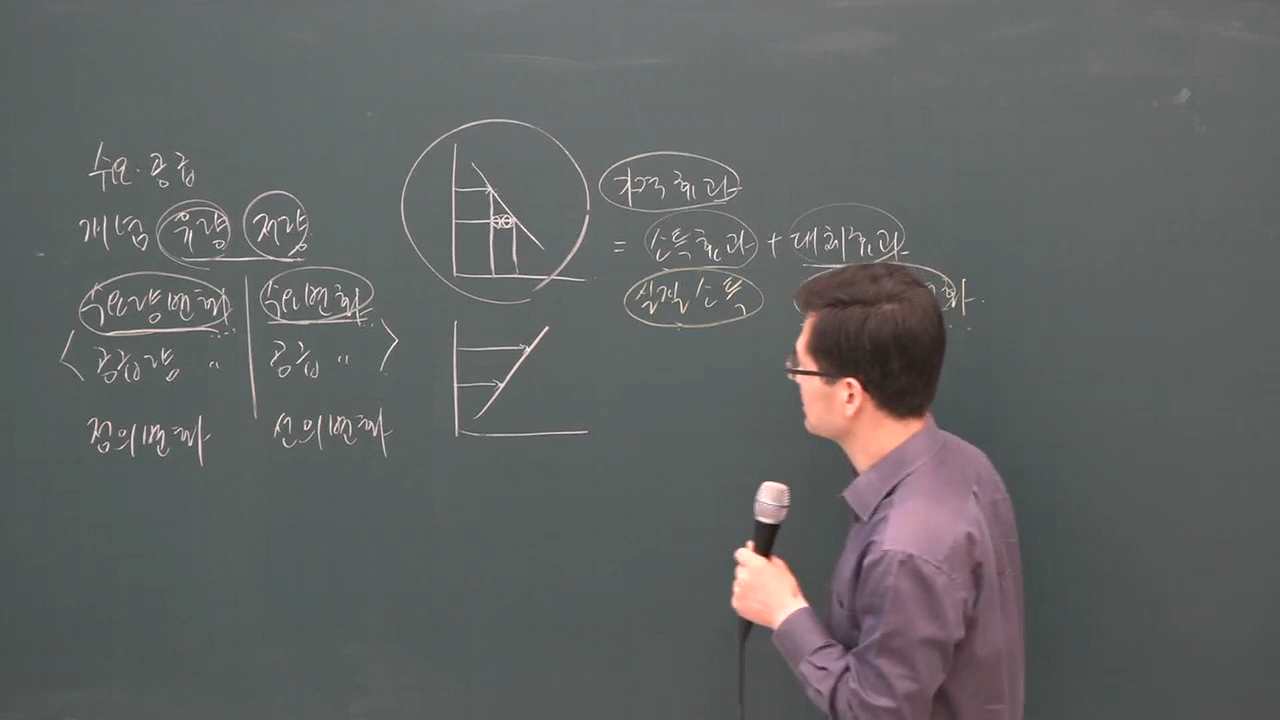 수요·공급
개념 유량 저량
수요량변화 수요변화
공급량 〃 공급 〃
점의변화 선의변화
가격효과
= 소득효과 + 대체효과
실질소득